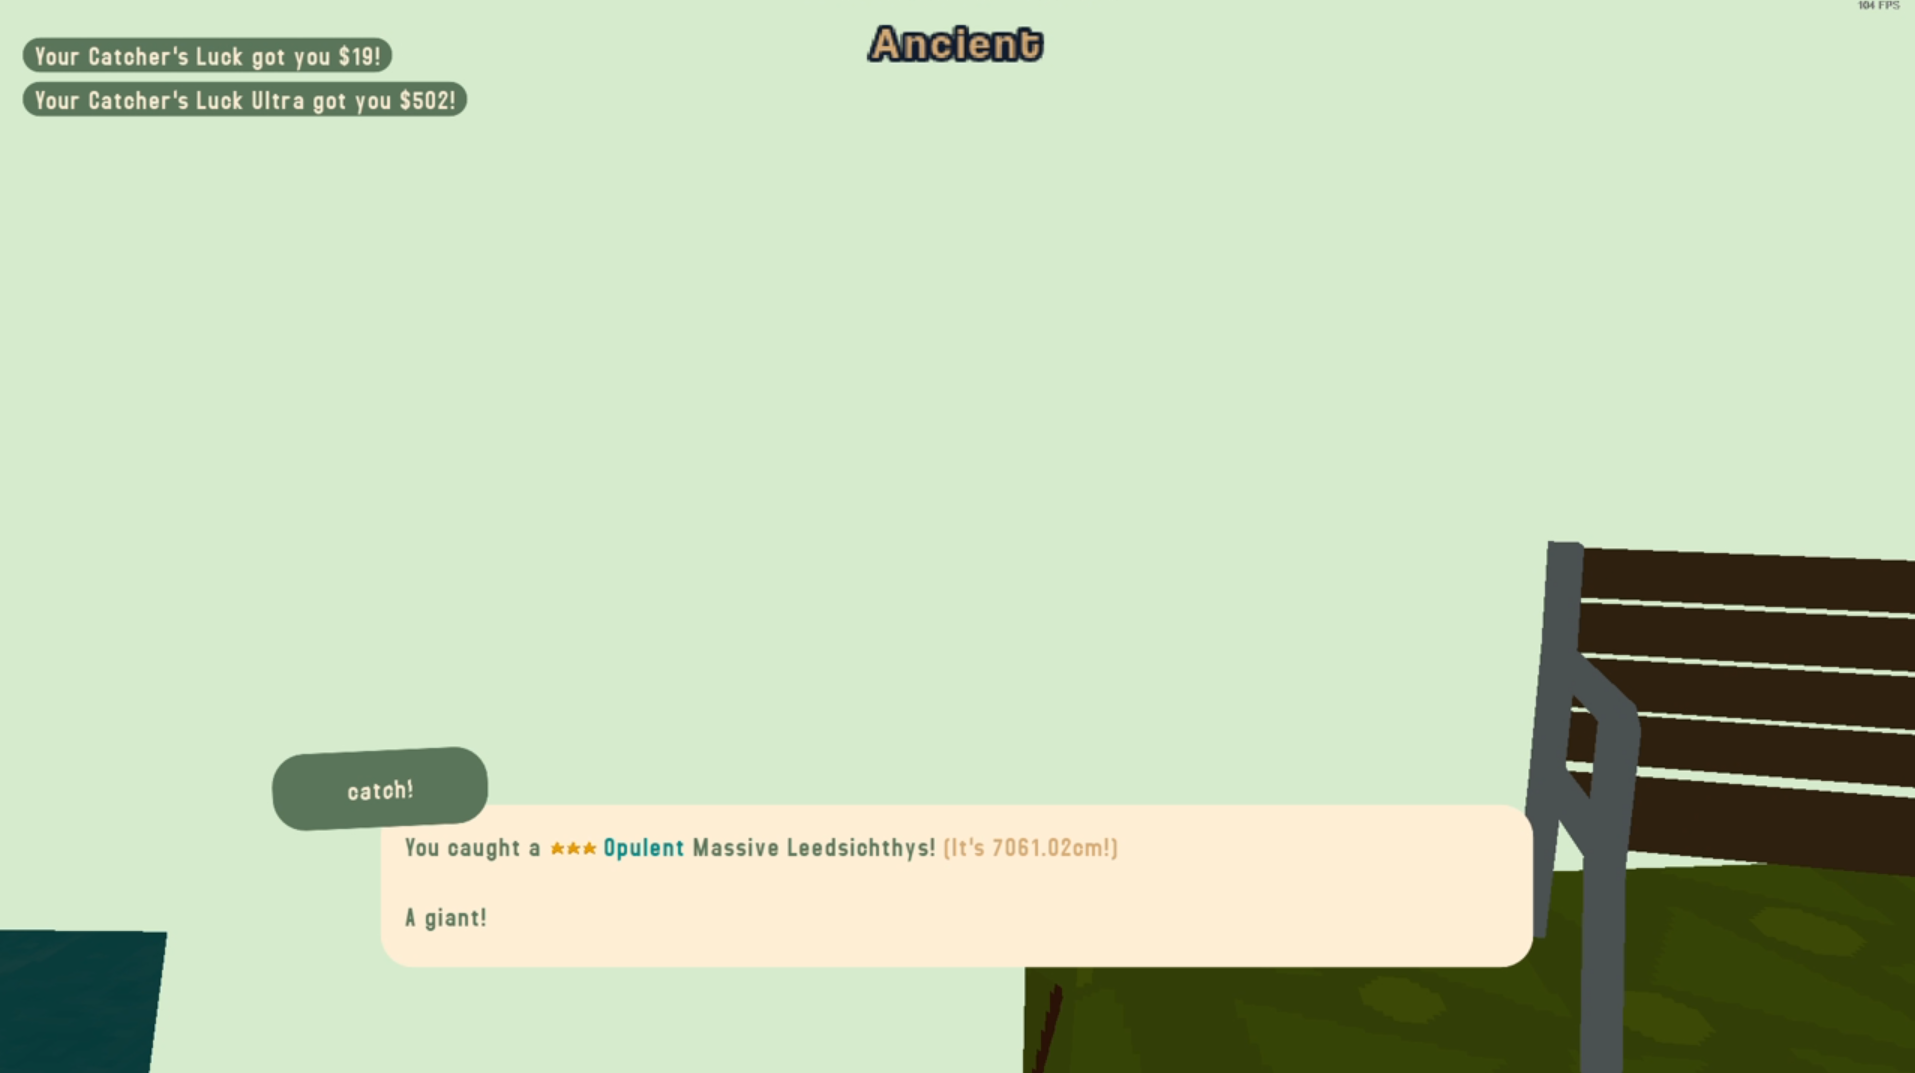 104 FPS
Ancient
Your Catcher's Luck got you $19!
Your Catcher's Luck Ultra got you $502!
catch!
You caught a ★★★ Opulent Massive Leedsichthys! (It's 7061.02cm!)
A giant!